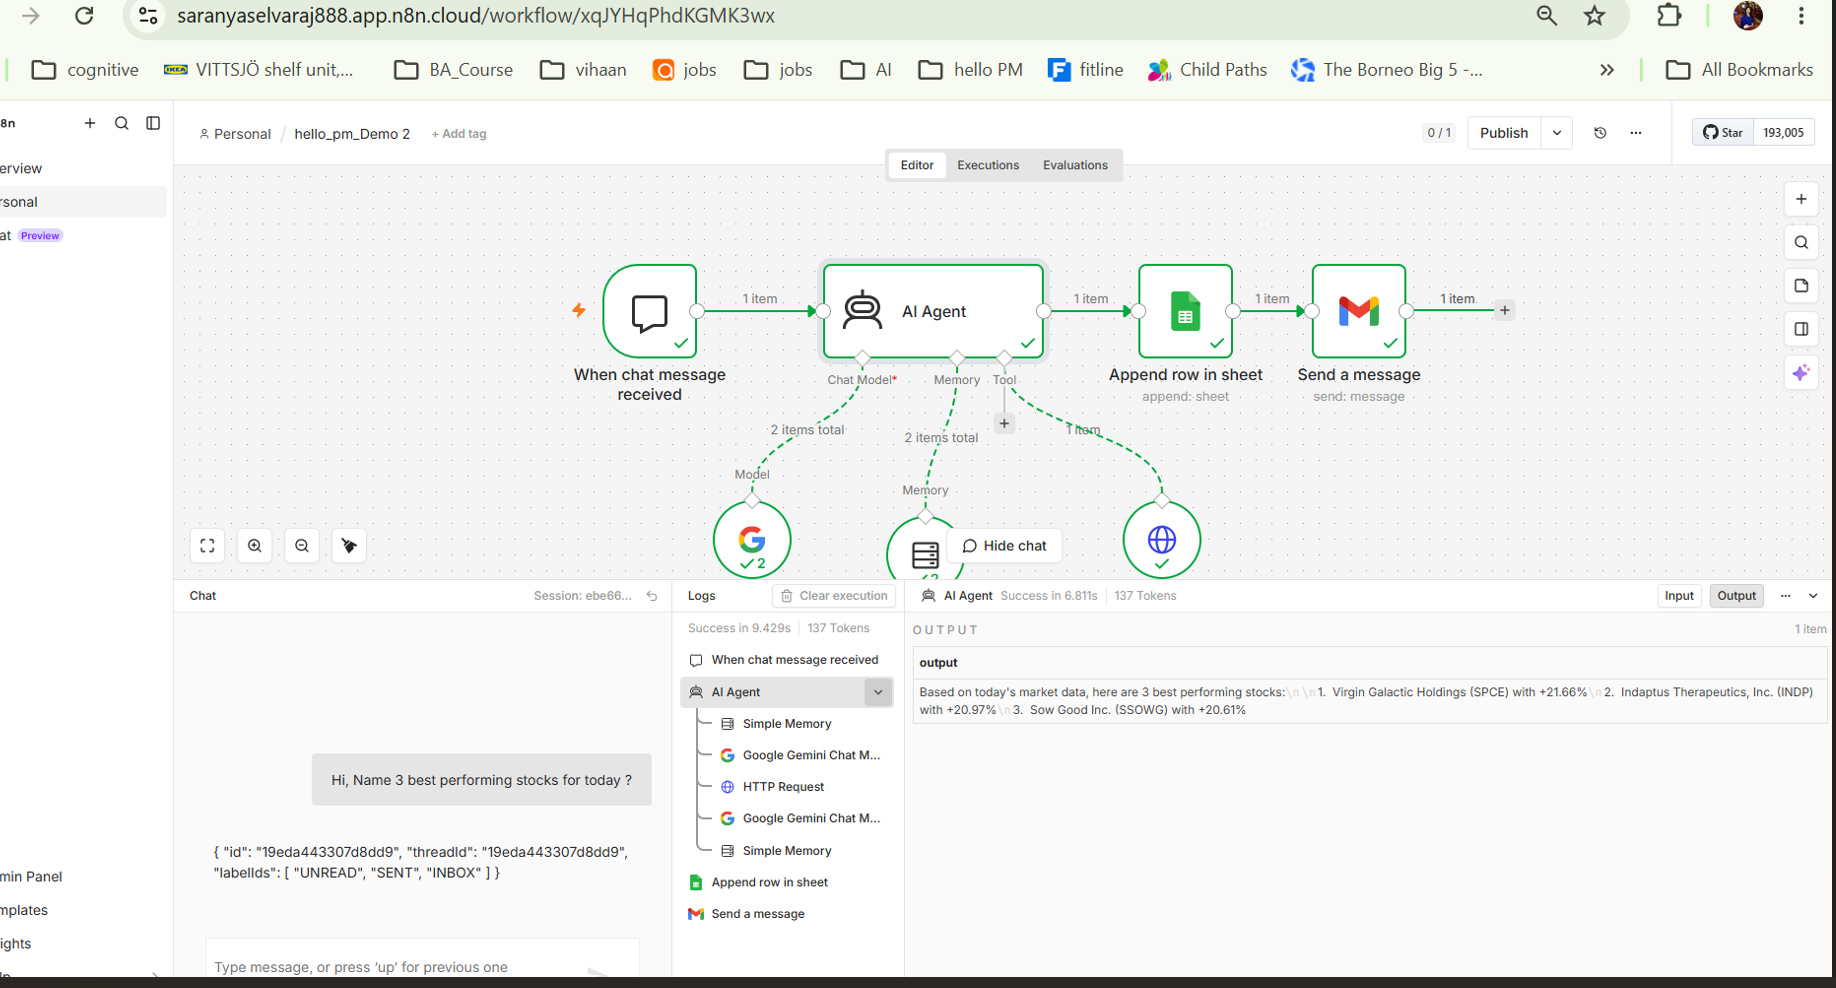 saranyaselvaraj888.app.n8n.cloud/workflow/xqJYHqPhdKGMK3wx
cognitive
IKEA
VITTSJÖ shelf unit,...
BA_Course
vihaan
jobs
jobs
AI
hello PM
fitline
Child Paths
The Borneo Big 5 -...
All Bookmarks
8n
Personal / hello_pm_Demo 2 + Add tag
0 / 1
Publish
Star 193,005
erview
rsonal
at Preview
Editor Executions Evaluations
1 item
1 item
1 item
1 item
AI Agent
When chat message
received
Chat Model*
Memory
Tool
Append row in sheet
append: sheet
Send a message
send: message
2 items total
2 items total
1 item
Model
Memory
2
Hide chat
Chat
Session: ebe66...
Logs
Clear execution
AI Agent Success in 6.811s 137 Tokens
Input
Output
Success in 9.429s 137 Tokens
OUTPUT
1 item
When chat message received
output
AI Agent
Based on today's market data, here are 3 best performing stocks:\n\n1. Virgin Galactic Holdings (SPCE) with +21.66%\n2. Indaptus Therapeutics, Inc. (INDP)
with +20.97%\n3. Sow Good Inc. (SSOWG) with +20.61%
Simple Memory
Google Gemini Chat M...
HTTP Request
Google Gemini Chat M...
Simple Memory
Append row in sheet
Send a message
Hi, Name 3 best performing stocks for today ?
{ "id": "19eda443307d8dd9", "threadId": "19eda443307d8dd9",
"labelIds": [ "UNREAD", "SENT", "INBOX" ] }
min Panel
mplates
ights
Type message, or press ‘up’ for previous one